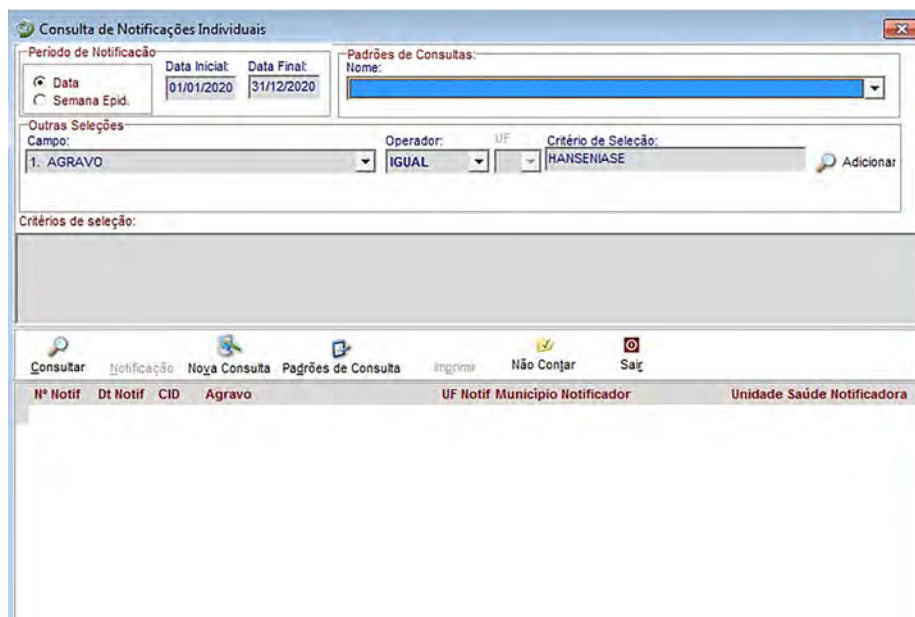 Consulta de Notificações Individuais
Período de Notificação
Data
Semana Epid.
Data Inicial:
Data Final:
01/01/2020
31/12/2020
Padrões de Consultas:
Nome:
Outras Seleções
Campo:
Operador:
UF
Critério de Seleção:
1. AGRAVO
IGUAL
HANSENIASE
Adicionar
Critérios de seleção:
Consultar
Notificação
Nova Consulta
Padrões de Consulta
Imprimir
Não Contar
Sair
Nº Notif Dt Notif CID Agravo UF Notif Município Notificador Unidade Saúde Notificadora